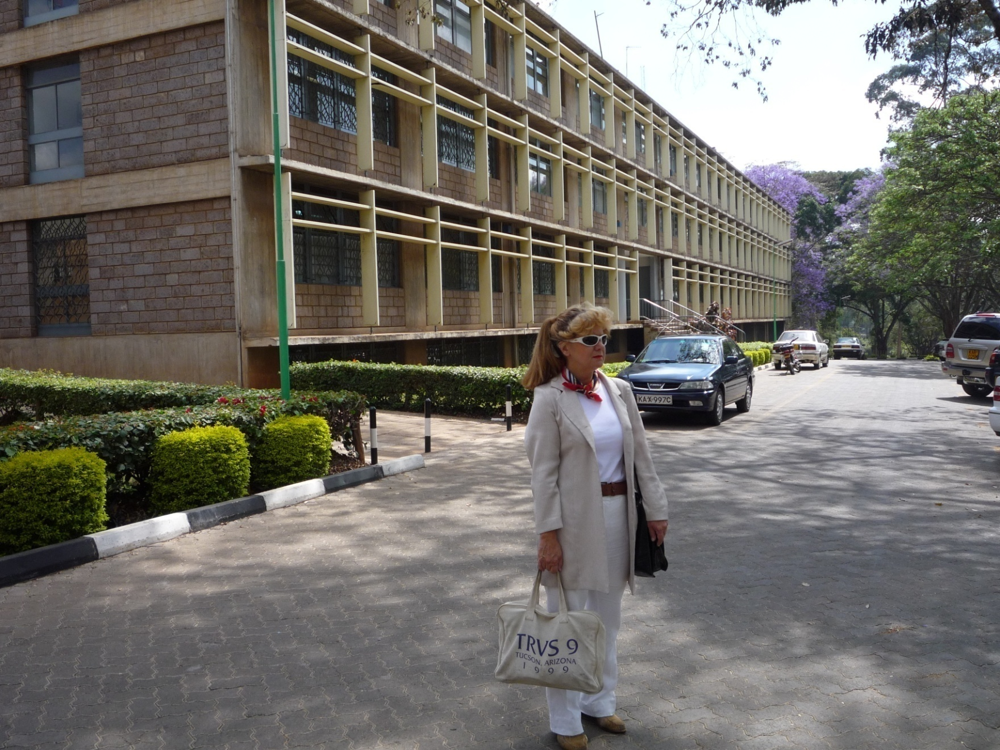 KAX 997C
TRVS 9
TUCSON, ARIZONA
1999